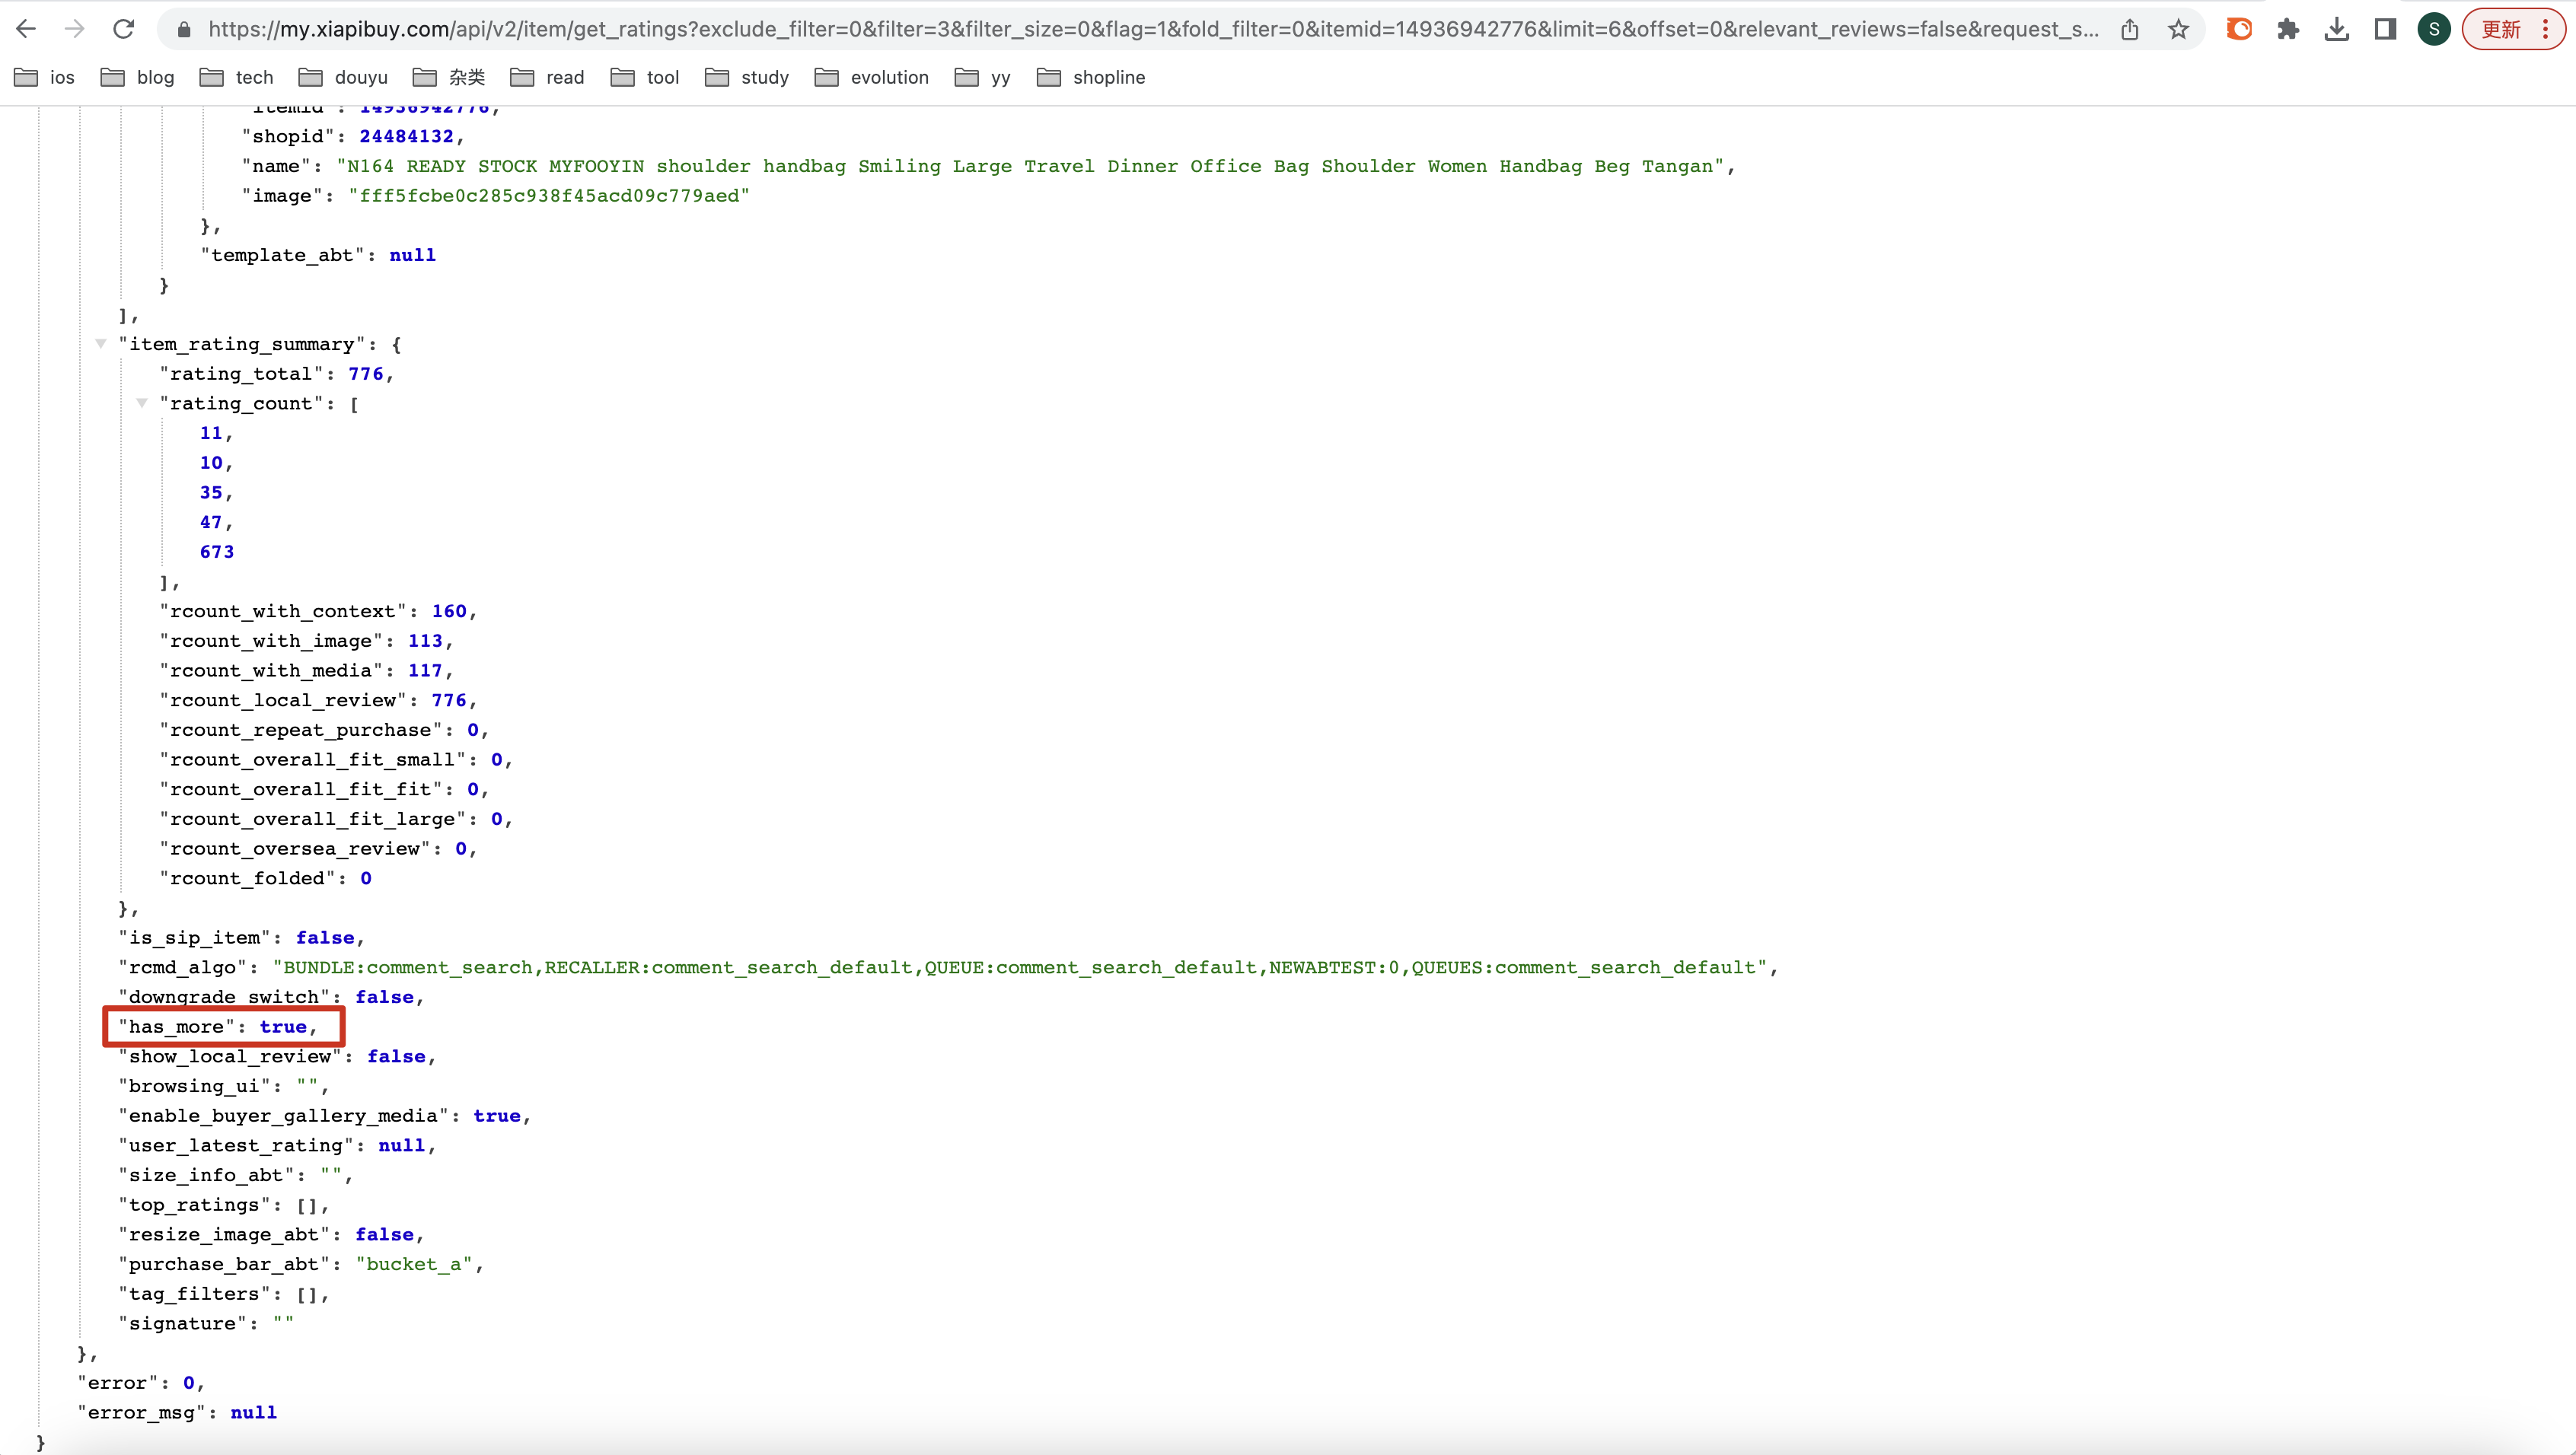 https://my.xiapibuy.com/api/v2/item/get_ratings?exclude_filter=0&filter=3&filter_size=0&flag=1&fold_filter=0&itemid=14936942776&limit=6&offset=0&relevant_reviews=false&request_s... S 更新
ios blog tech douyu 杂类 read tool study evolution yy shopline
"itemid": 14936942776,
"shopid": 24484132,
"name": "N164 READY STOCK MYFOOYIN shoulder handbag Smiling Large Travel Dinner Office Bag Shoulder Women Handbag Beg Tangan",
"image": "fff5fcbe0c285c938f45acd09c779aed"
},
"template_abt": null
}
],
"item_rating_summary": {
"rating_total": 776,
"rating_count": [
11,
10,
35,
47,
673
],
"rcount_with_context": 160,
"rcount_with_image": 113,
"rcount_with_media": 117,
"rcount_local_review": 776,
"rcount_repeat_purchase": 0,
"rcount_overall_fit_small": 0,
"rcount_overall_fit_fit": 0,
"rcount_overall_fit_large": 0,
"rcount_oversea_review": 0,
"rcount_folded": 0
},
"is_sip_item": false,
"rcmd_algo": "BUNDLE:comment_search,RECALLER:comment_search_default,QUEUE:comment_search_default,NEWABTEST:0,QUEUES:comment_search_default",
"downgrade_switch": false,
"has_more": true,
"show_local_review": false,
"browsing_ui": "",
"enable_buyer_gallery_media": true,
"user_latest_rating": null,
"size_info_abt": "",
"top_ratings": [],
"resize_image_abt": false,
"purchase_bar_abt": "bucket_a",
"tag_filters": [],
"signature": ""
},
"error": 0,
"error_msg": null
}